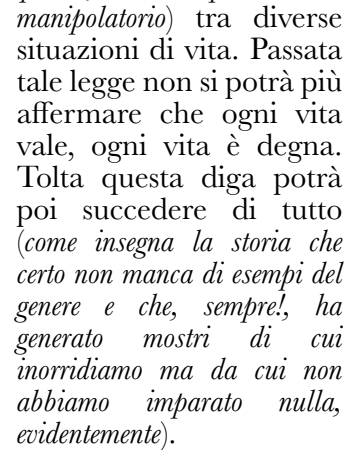 manipolatorio) tra diverse
situazioni di vita. Passata
tale legge non si potrà più
affermare che ogni vita
vale, ogni vita è degna.
Tolta questa diga potrà
poi succedere di tutto
(come insegna la storia che
certo non manca di esempi del
genere e che, sempre!, ha
generato mostri di cui
inorridiamo ma da cui non
abbiamo imparato nulla,
evidentemente).